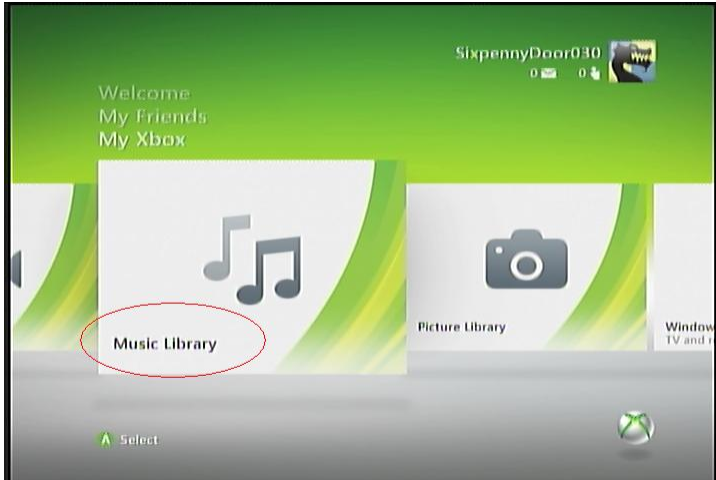 SixpennyDoor030
0 0
Welcome
My Friends
My Xbox
Music Library
Picture Library
Window
TV and r
A Select